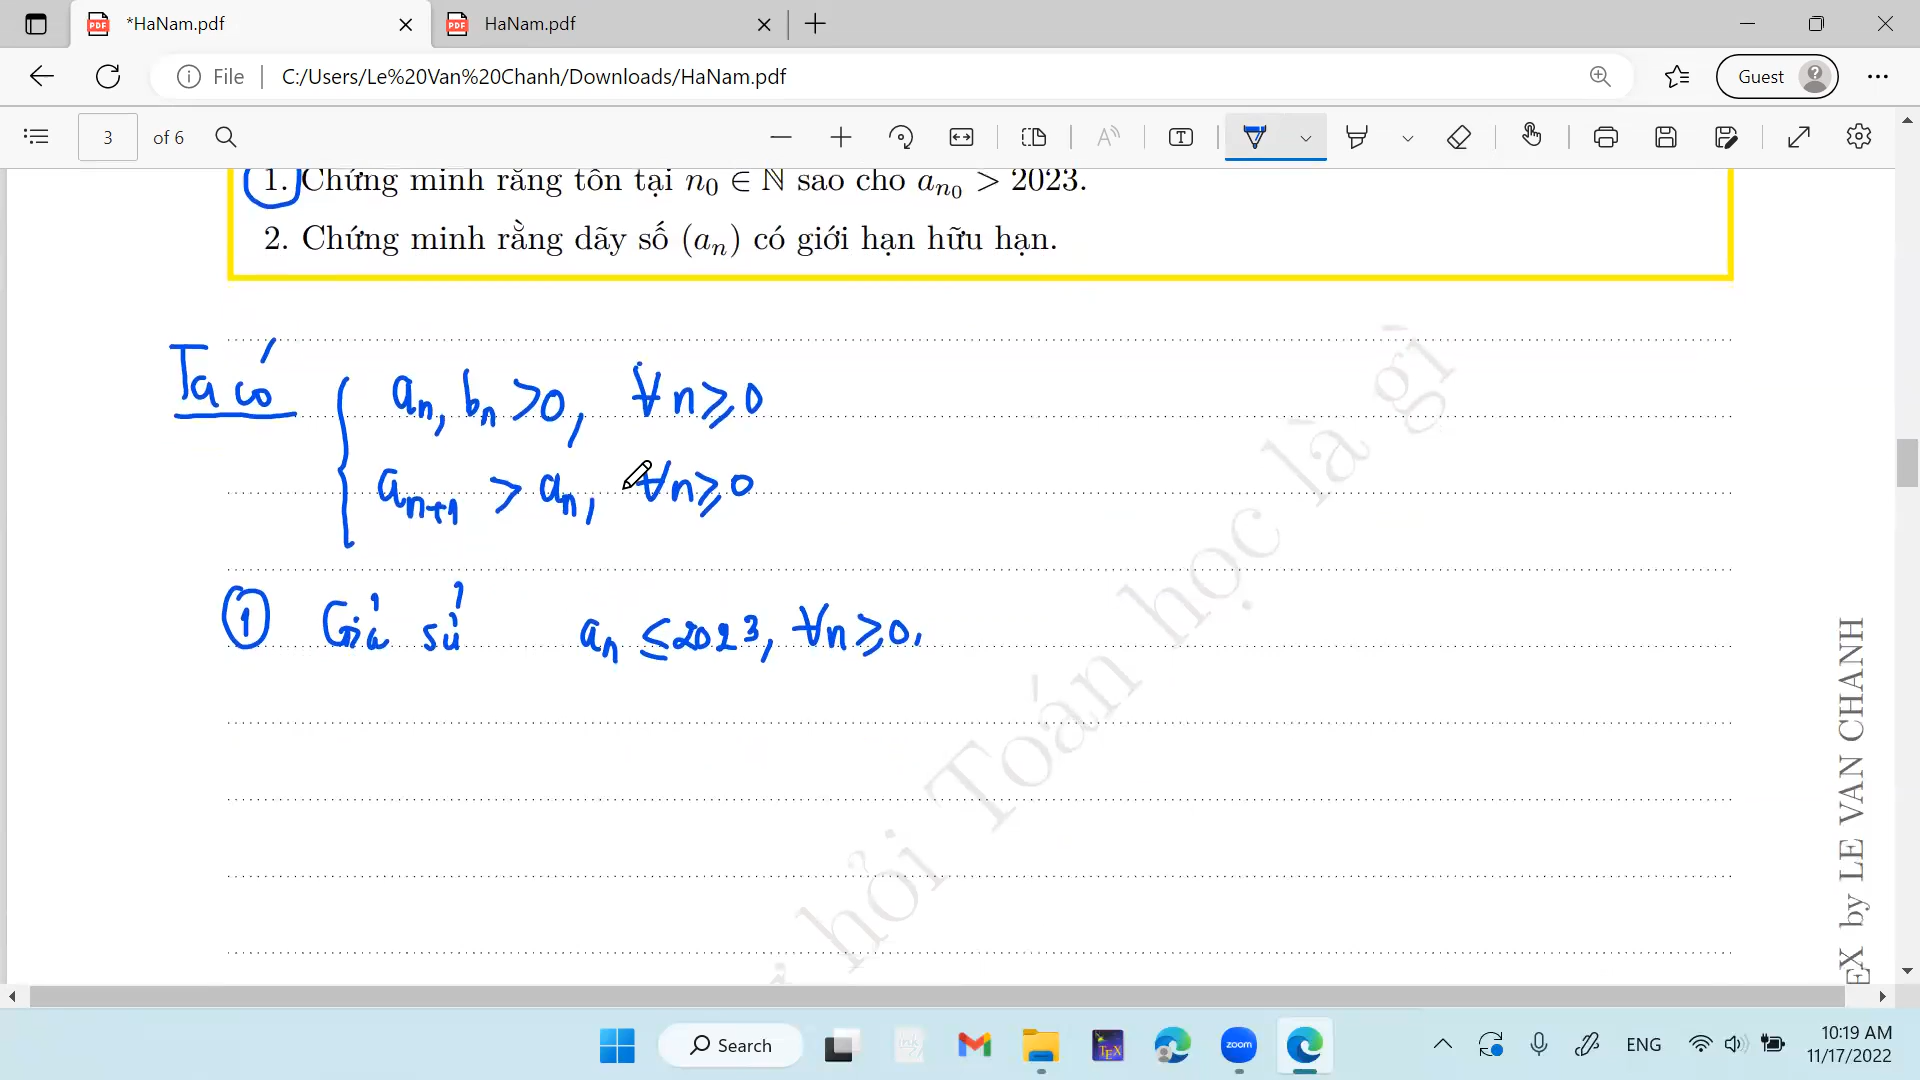 *HaNam.pdf
HaNam.pdf
File
C:/Users/Le%20Van%20Chanh/Downloads/HaNam.pdf
Guest
3 of 6
1. Chứng minh rằng tồn tại n₀ ∈ ℕ sao cho aₙ₀ > 2023.
2. Chứng minh rằng dãy số (aₙ) có giới hạn hữu hạn.
Ta có
aₙ, bₙ > 0, ∀n ⩾ 0
aₙ₊₁ > aₙ, ∀n ⩾ 0
① Giả sử aₙ ≤ 2023, ∀n ⩾ 0.
hỏi Toán học là gì
EX by LE VAN CHANH
Search
TEX
zoom
ENG
10:19 AM
11/17/2022